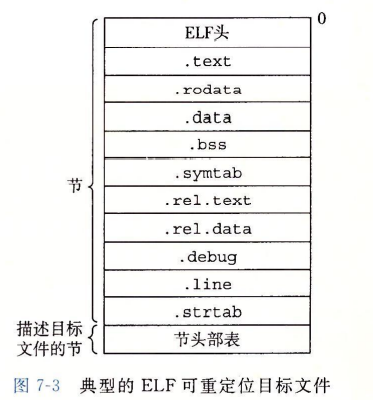 0
ELF头
.text
.rodata
.data
.bss
节
.symtab
.rel.text
.rel.data
.debug
.line
.strtab
描述目标
文件的节
节头部表
图 7-3 典型的 ELF 可重定位目标文件